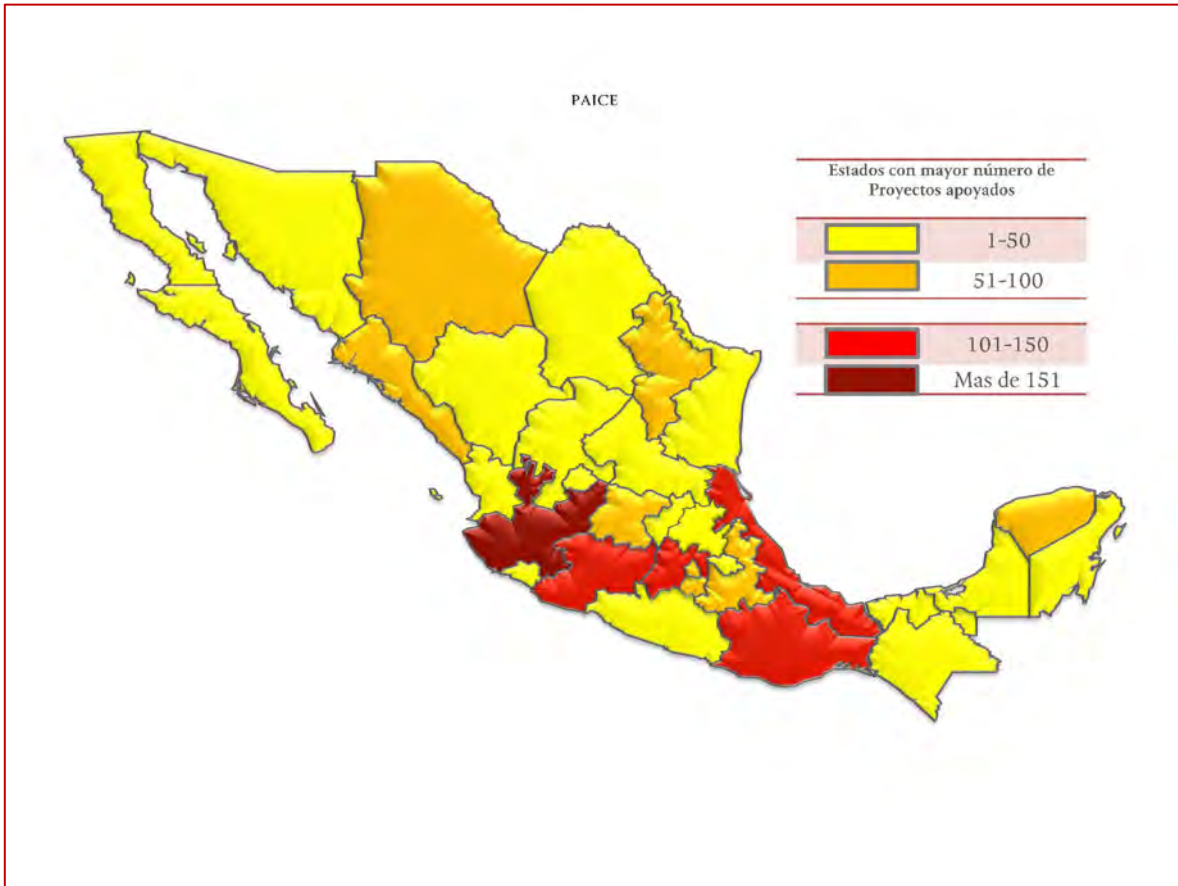 PAICE
Estados con mayor número de
Proyectos apoyados
1-50
51-100
101-150
Mas de 151